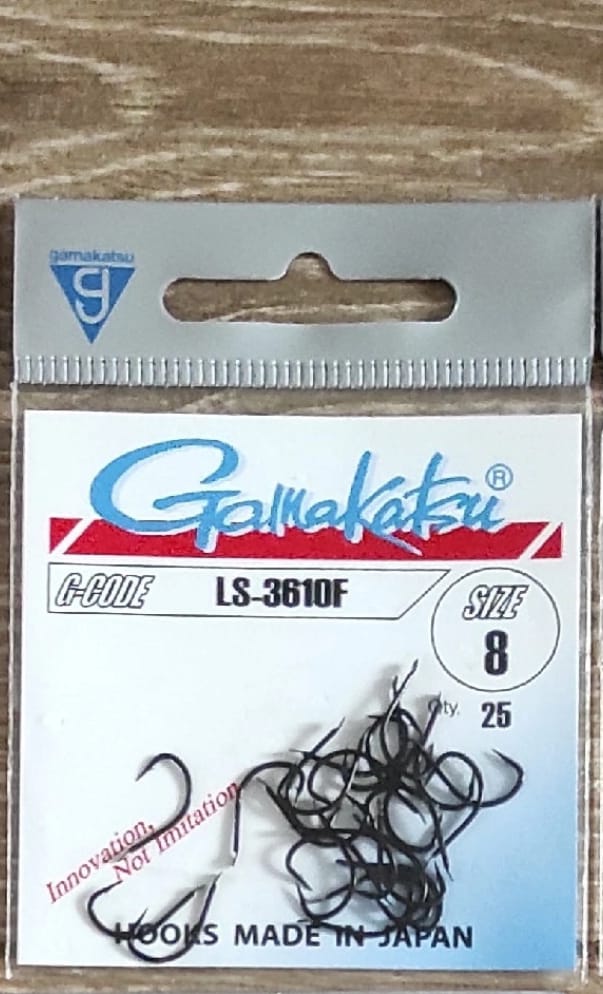 gamakatsu
g
Gamakatsu®
G-CODE LS-3610F
SIZE
8
Qty. 25
Innovation,
Not Imitation
HOOKS MADE IN JAPAN